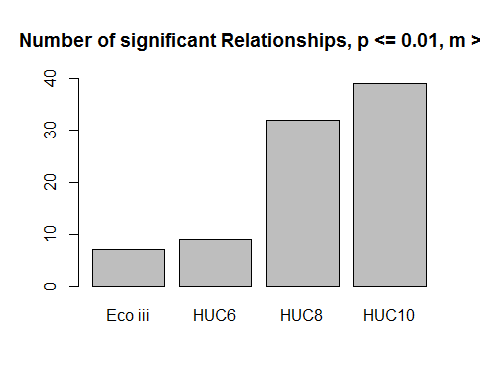 Number of significant Relationships, p <= 0.01, m >
40
30
20
10
0
Eco iii HUC6 HUC8 HUC10